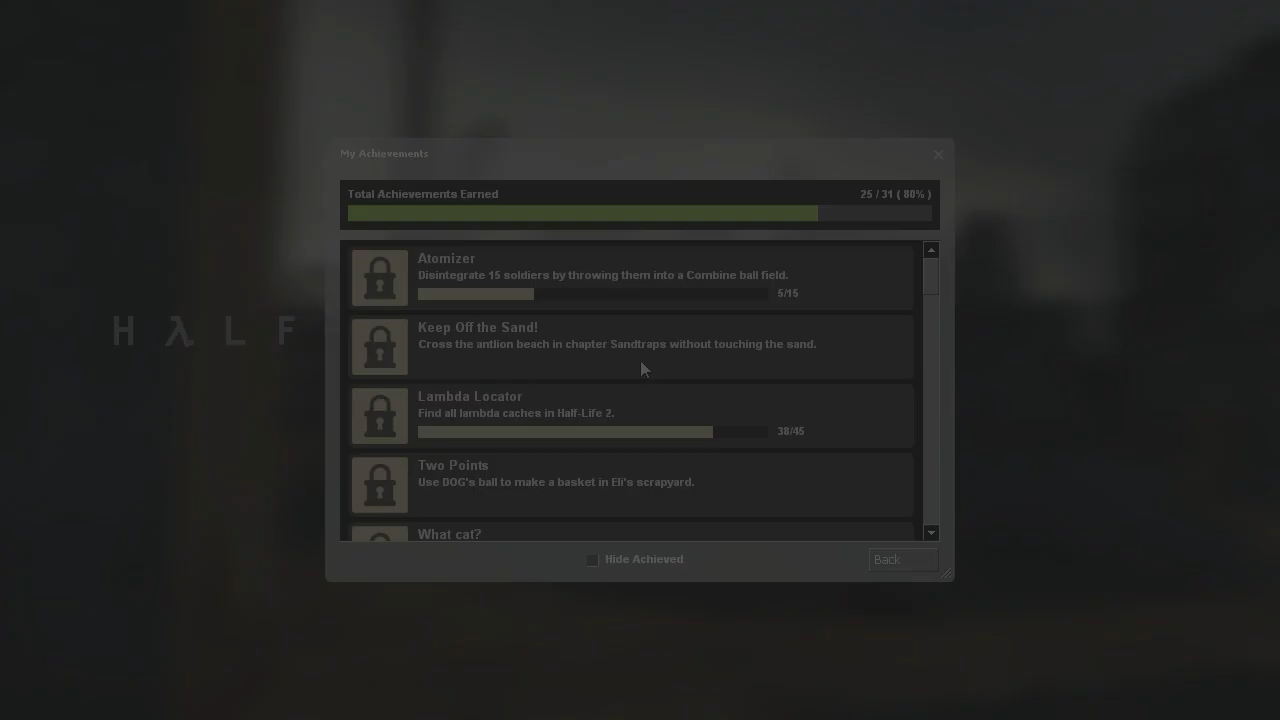 My Achievements
Total Achievements Earned 25 / 31 ( 80% )
Atomizer
Disintegrate 15 soldiers by throwing them into a Combine ball field.
5/15
Keep Off the Sand!
Cross the antlion beach in chapter Sandtraps without touching the sand.
HλLF
Lambda Locator
Find all lambda caches in Half-Life 2.
38/45
Two Points
Use DOG's ball to make a basket in Eli's scrapyard.
What cat?
Hide Achieved
Back